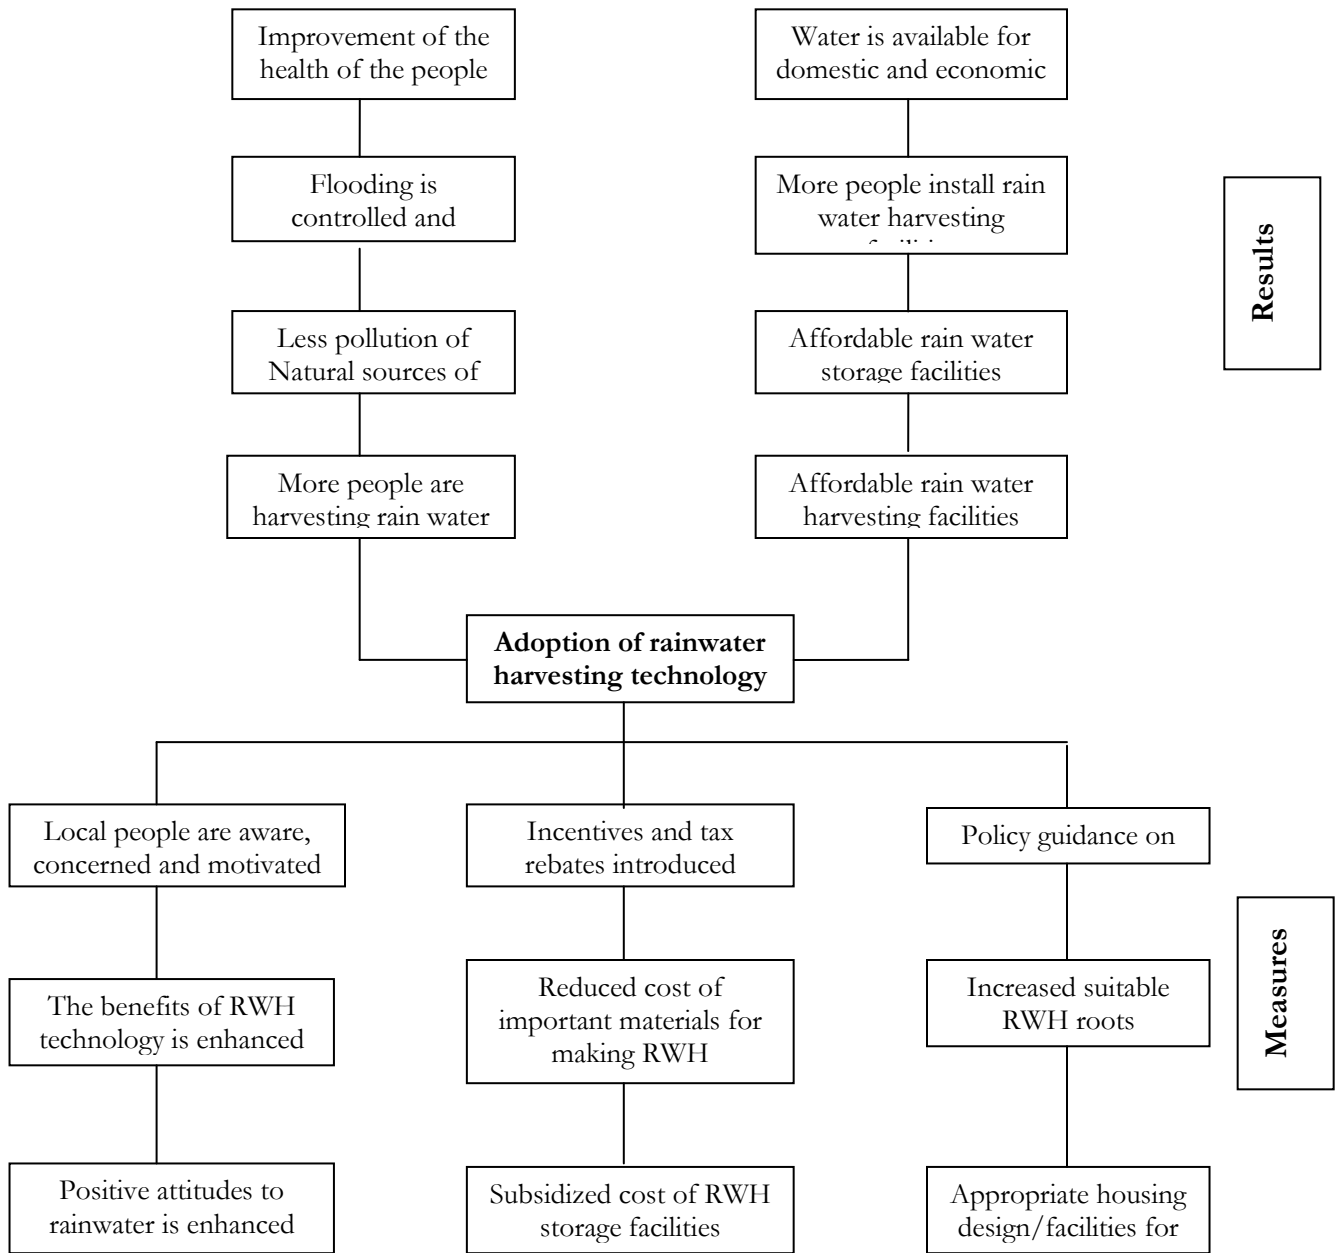 Improvement of the
health of the people
Water is available for
domestic and economic
Flooding is
controlled and
More people install rain
water harvesting
Results
Less pollution of
Natural sources of
Affordable rain water
storage facilities
More people are
harvesting rain water
Affordable rain water
harvesting facilities
Adoption of rainwater
harvesting technology
Local people are aware,
concerned and motivated
Incentives and tax
rebates introduced
Policy guidance on
Measures
The benefits of RWH
technology is enhanced
Reduced cost of
important materials for
making RWH
Increased suitable
RWH roots
Positive attitudes to
rainwater is enhanced
Subsidized cost of RWH
storage facilities
Appropriate housing
design/facilities for